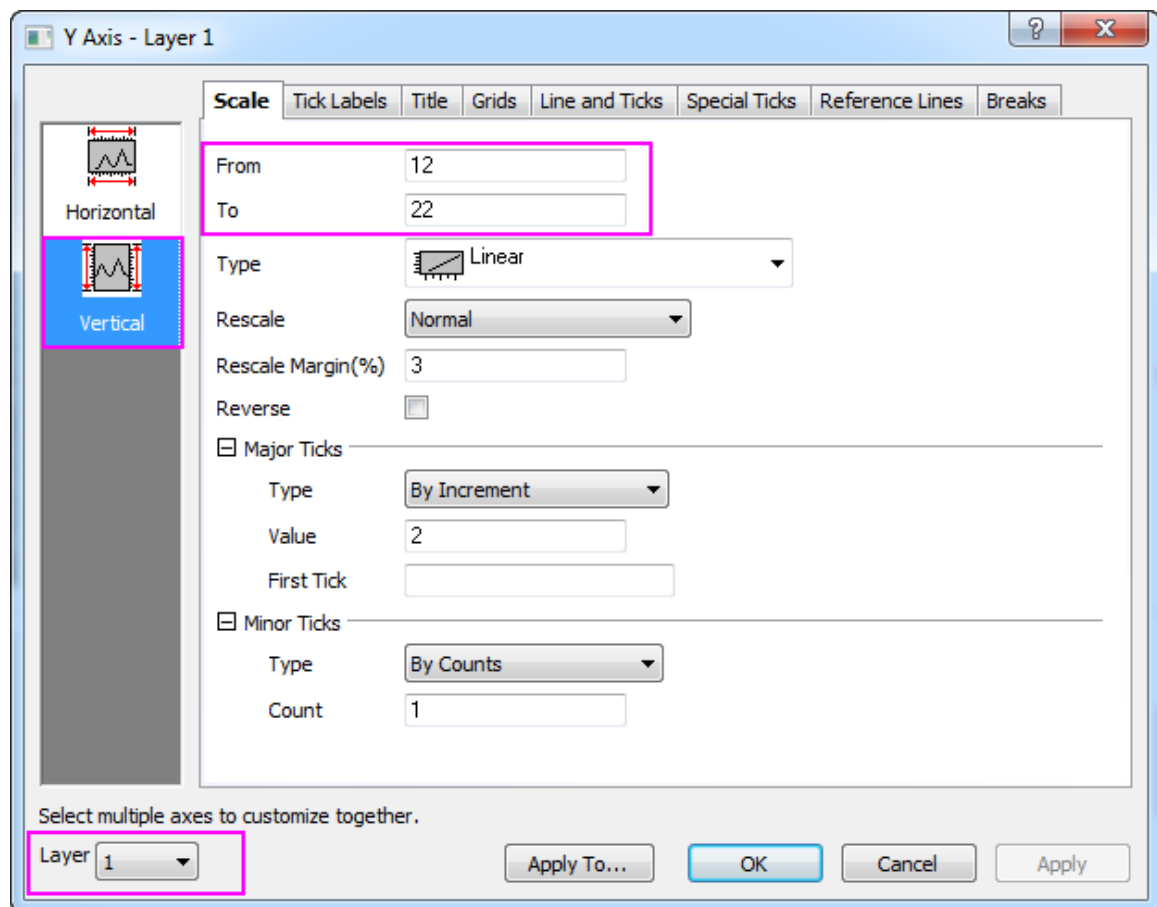 Y Axis - Layer 1
Scale Tick Labels Title Grids Line and Ticks Special Ticks Reference Lines Breaks
Horizontal
Vertical
From 12
To 22
Type Linear
Rescale Normal
Rescale Margin(%) 3
Reverse
Major Ticks
Type By Increment
Value 2
First Tick
Minor Ticks
Type By Counts
Count 1
Select multiple axes to customize together.
Layer 1 Apply To... OK Cancel Apply